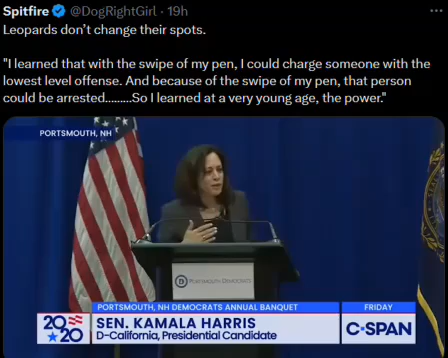 Spitfire @DogRightGirl · 19h
Leopards don't change their spots.
"I learned that with the swipe of my pen, I could charge someone with the
lowest level offense. And because of the swipe of my pen, that person
could be arrested.........So I learned at a very young age, the power."
PORTSMOUTH, NH
PORTSMOUTH DEMOCRATS
PORTSMOUTH, NH DEMOCRATS ANNUAL BANQUET
FRIDAY
2020
SEN. KAMALA HARRIS
D-California, Presidential Candidate
C-SPAN